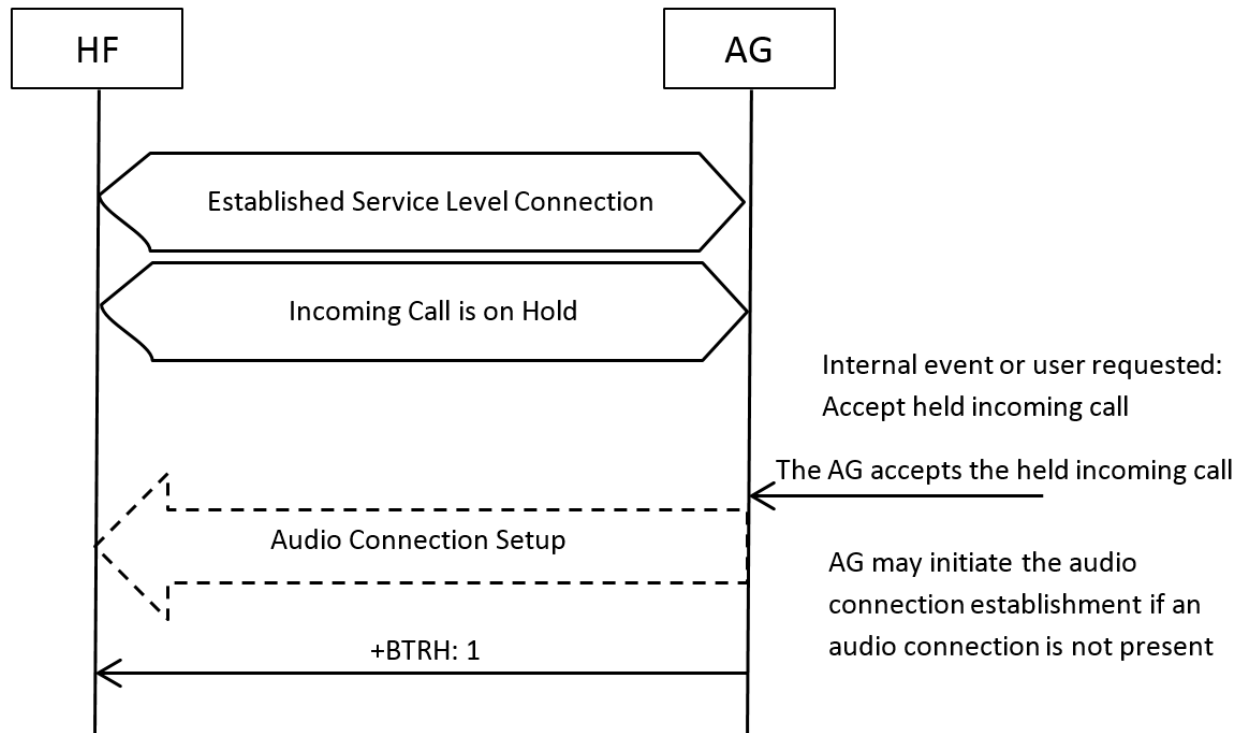 HF
AG
Established Service Level Connection
Incoming Call is on Hold
Internal event or user requested:
Accept held incoming call
The AG accepts the held incoming call
Audio Connection Setup
AG may initiate the audio
connection establishment if an
audio connection is not present
+BTRH: 1